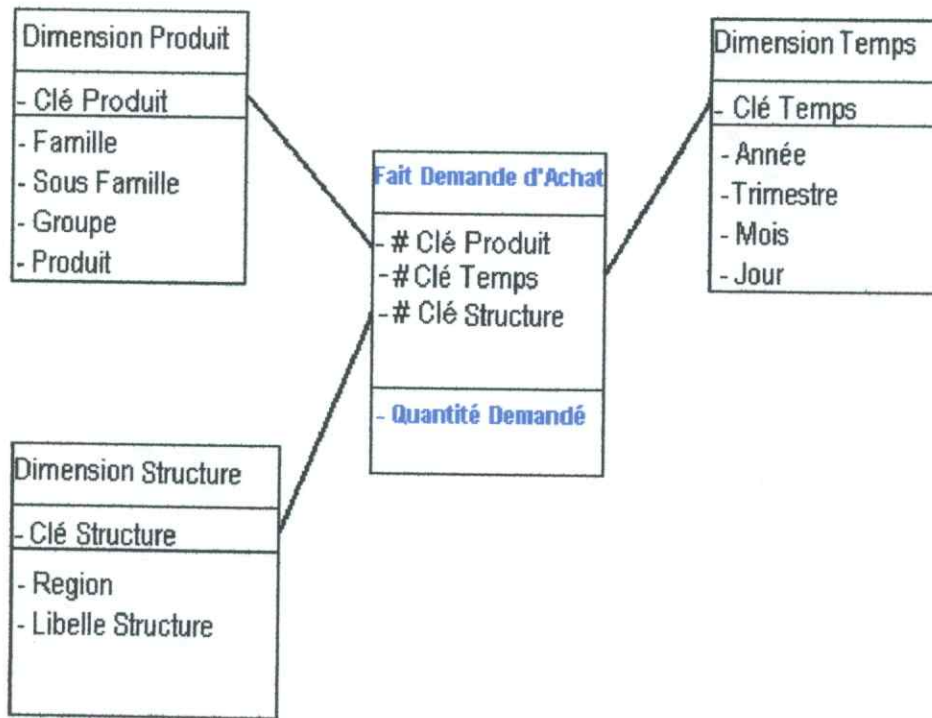 Dimension Produit
- Clé Produit
- Famille
- Sous Famille
- Groupe
- Produit
Dimension Temps
- Clé Temps
- Année
-Trimestre
- Mois
- Jour
Fait Demande d'Achat
- # Clé Produit
-# Clé Temps
-# Clé Structure
- Quantité Demandé
Dimension Structure
- Clé Structure
- Region
- Libelle Structure